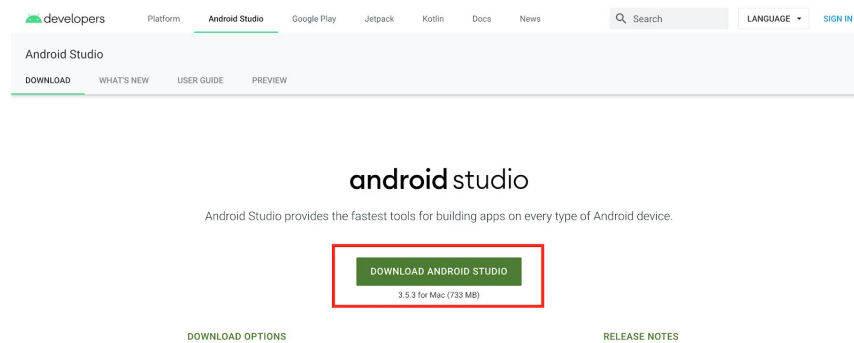 developers Platform Android Studio Google Play Jetpack Kotlin Docs News Search LANGUAGE SIGN IN
Android Studio
DOWNLOAD WHAT'S NEW USER GUIDE PREVIEW
android studio
Android Studio provides the fastest tools for building apps on every type of Android device.
DOWNLOAD ANDROID STUDIO
3.5.3 for Mac (733 MB)
DOWNLOAD OPTIONS RELEASE NOTES